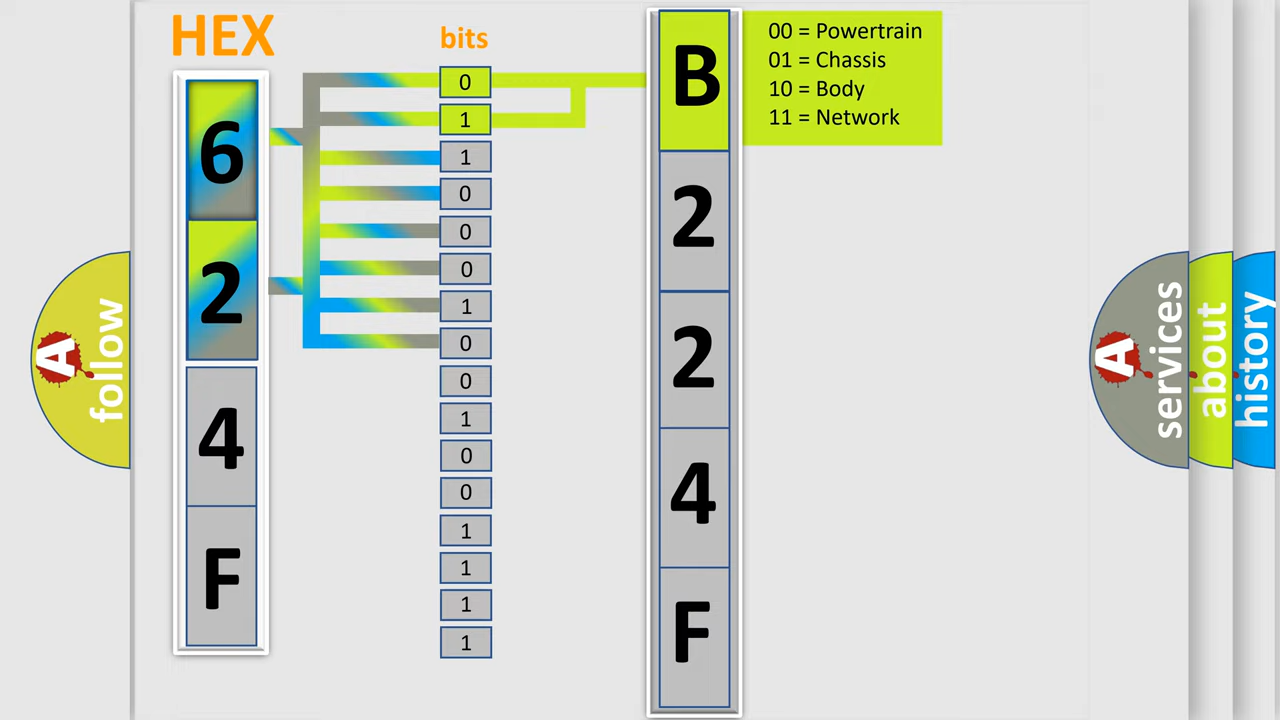 HEX
6
2
4
F
bits
0
1
1
0
0
0
1
0
0
1
0
0
1
1
1
1
B
2
2
4
F
00 = Powertrain
01 = Chassis
10 = Body
11 = Network
A
follow
A
services
about
history